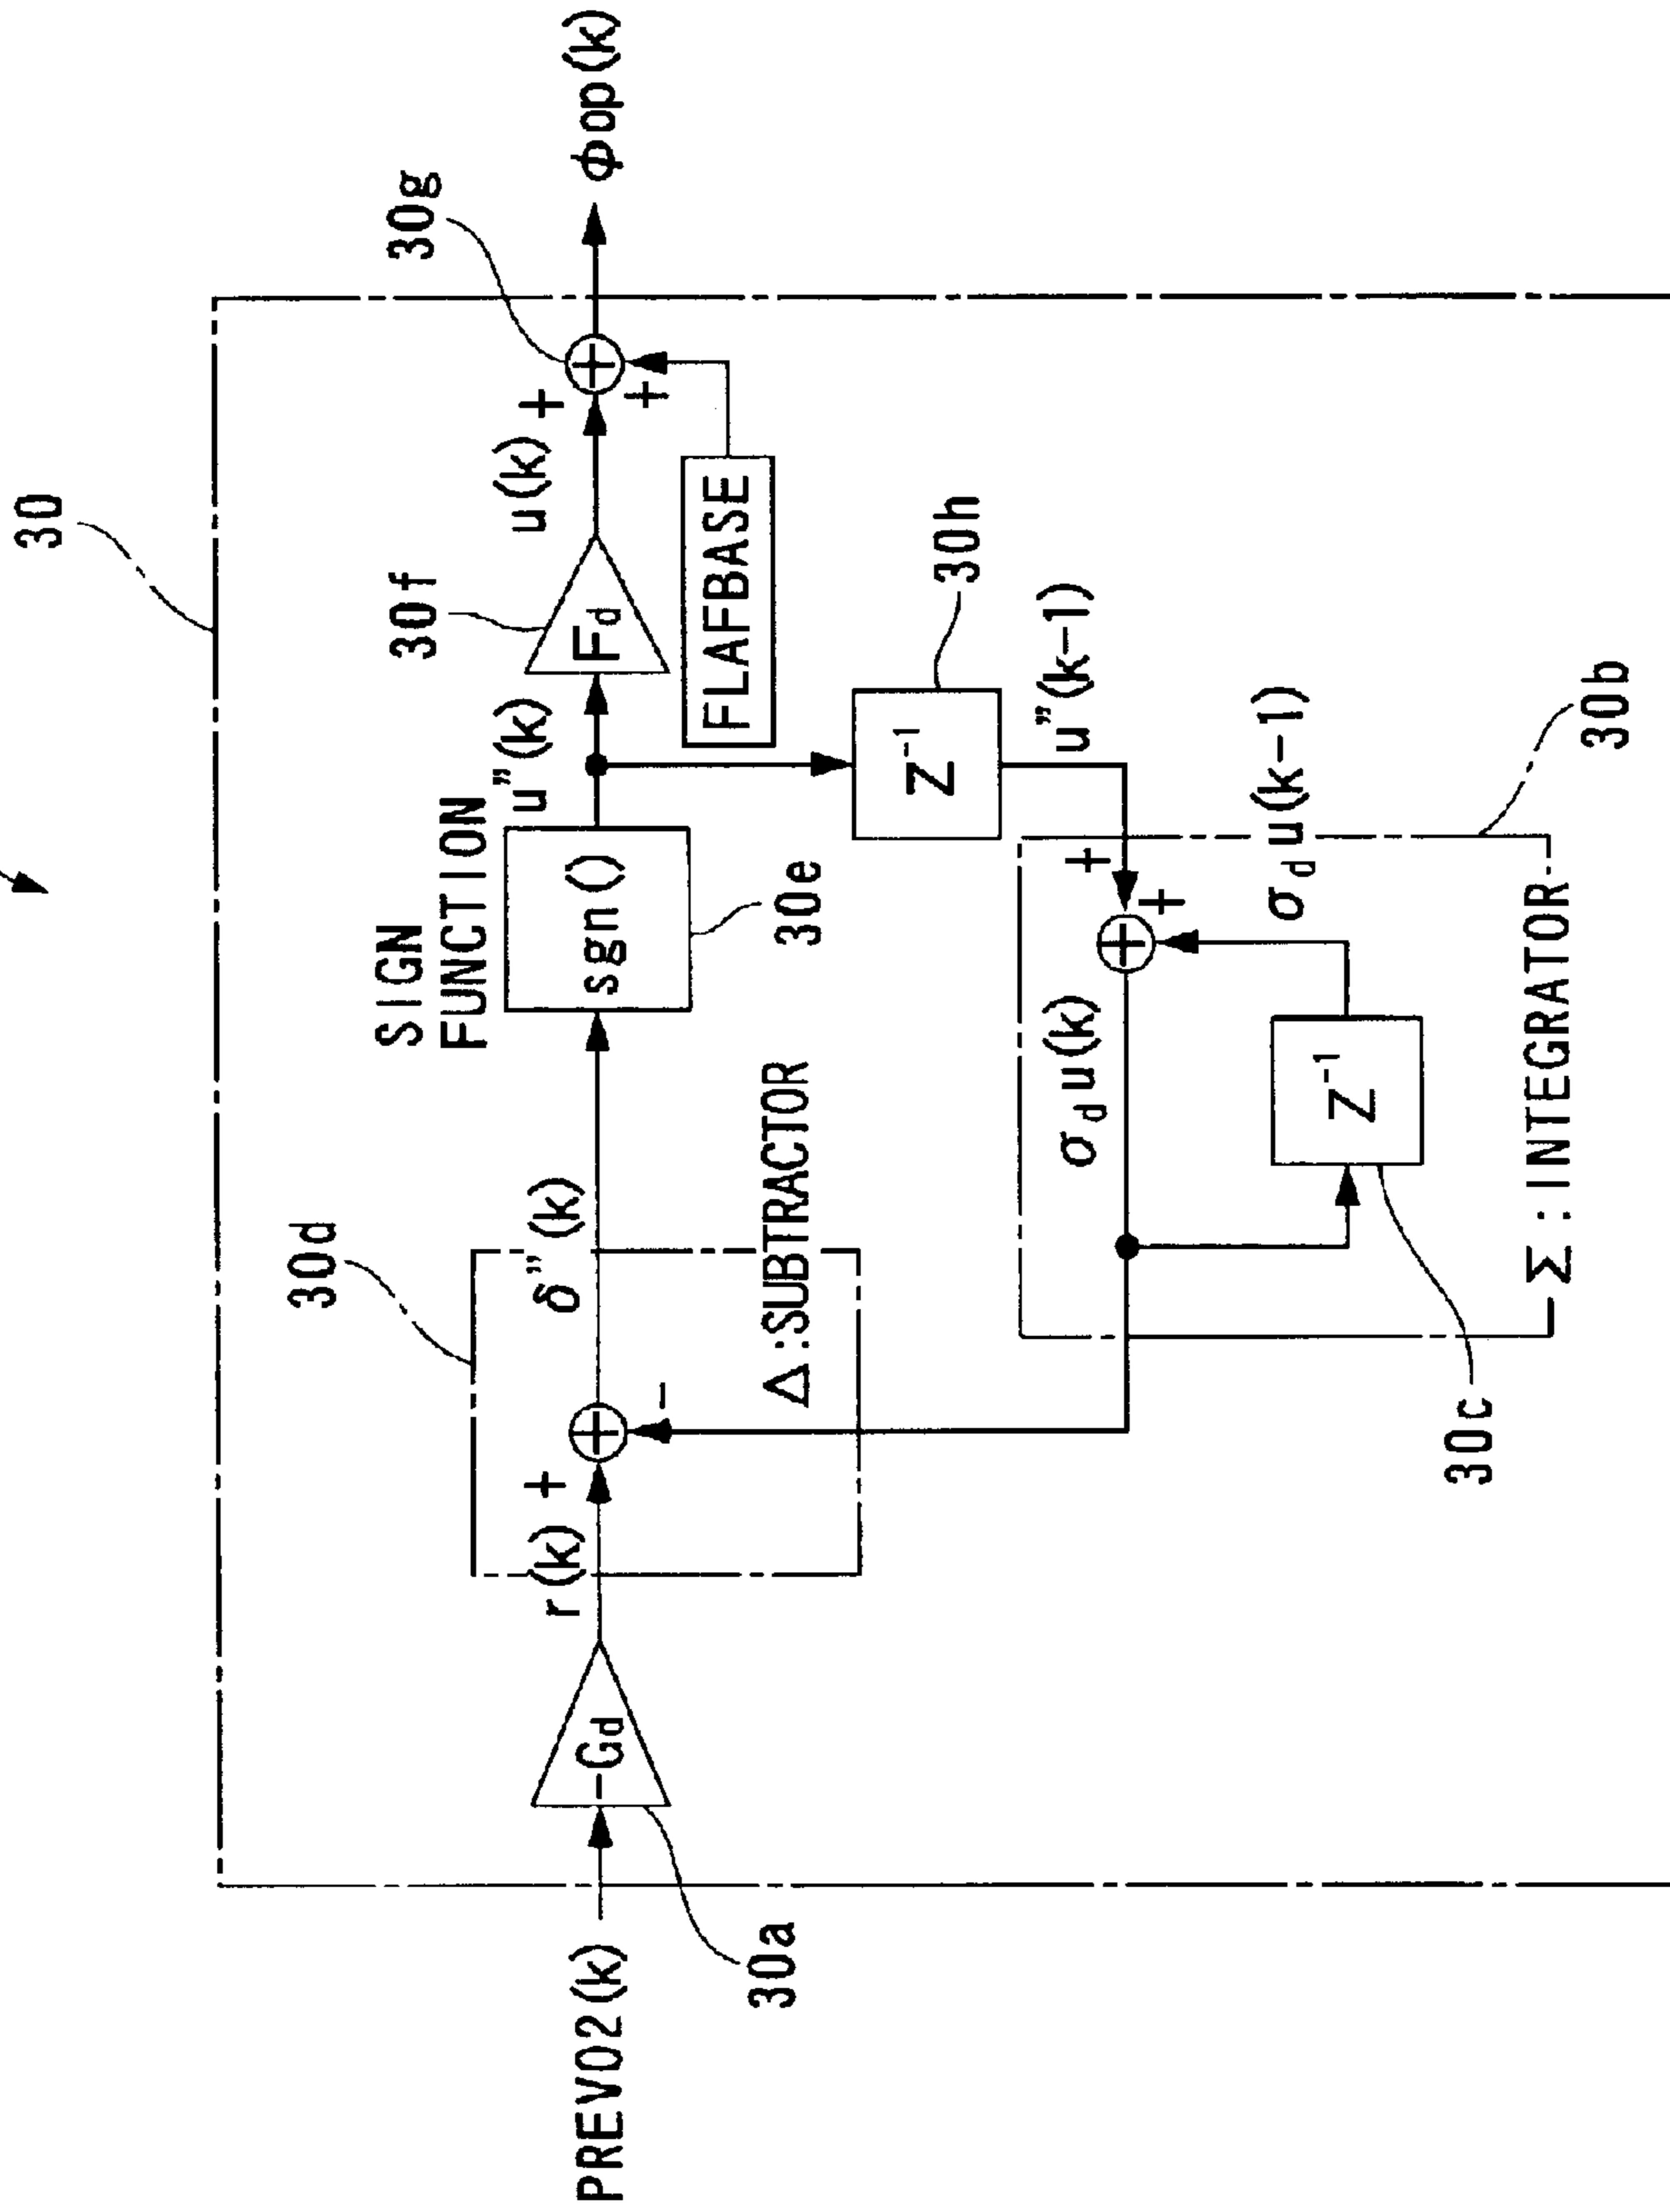 30
30d
SIGN
FUNCTION
30f
30g
PREVO2(k)
-Gd
r(k)
+
-
δ"(k)
Δ:SUBTRACTOR
sgn()
u"(k)
Fd
u(k)
+
+
Φop(k)
30a
30e
FLAFBASE
Z-1
30h
u"(k-1)
σd u(k)
+
+
Z-1
σd u(k-1)
30c
Σ:INTEGRATOR
30b